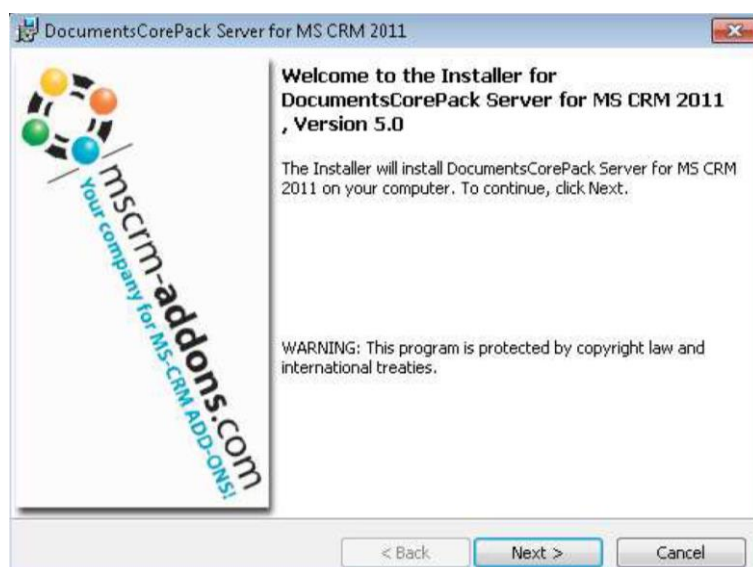 DocumentsCorePack Server for MS CRM 2011
Welcome to the Installer for
DocumentsCorePack Server for MS CRM 2011
, Version 5.0
The Installer will install DocumentsCorePack Server for MS CRM
2011 on your computer. To continue, click Next.
mscrm-addons.com
Your company for MS-CRM ADD-ONS!
WARNING: This program is protected by copyright law and
international treaties.
< Back
Next >
Cancel